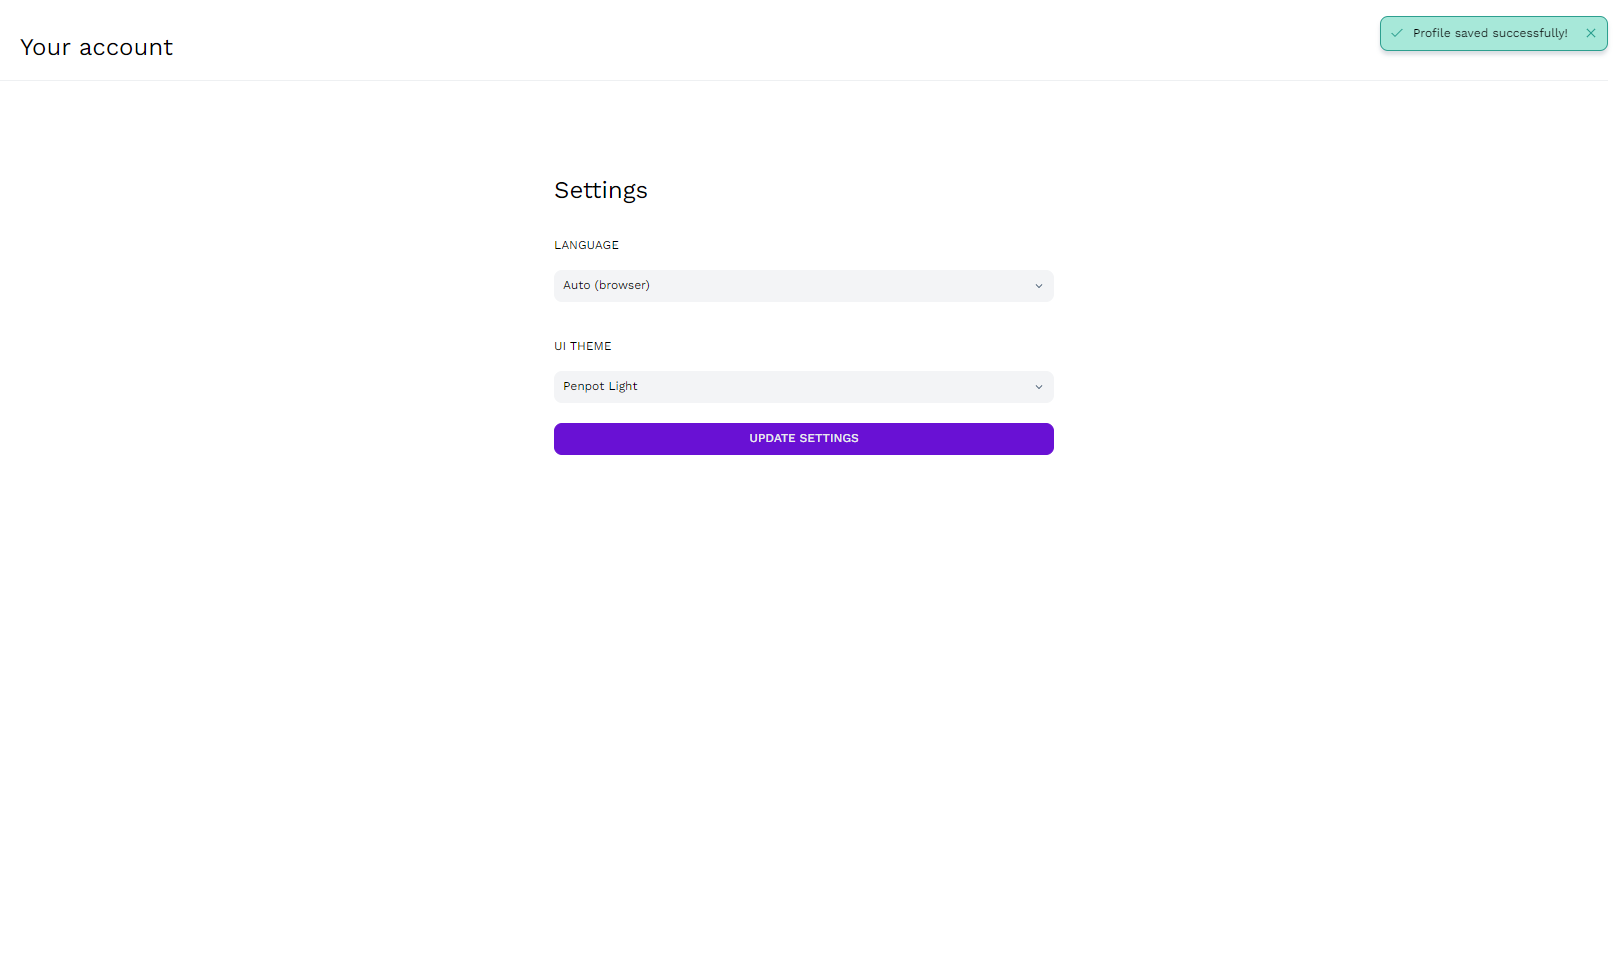 Your account
Profile saved successfully!
Settings
LANGUAGE
Auto (browser)
UI THEME
Penpot Light
UPDATE SETTINGS